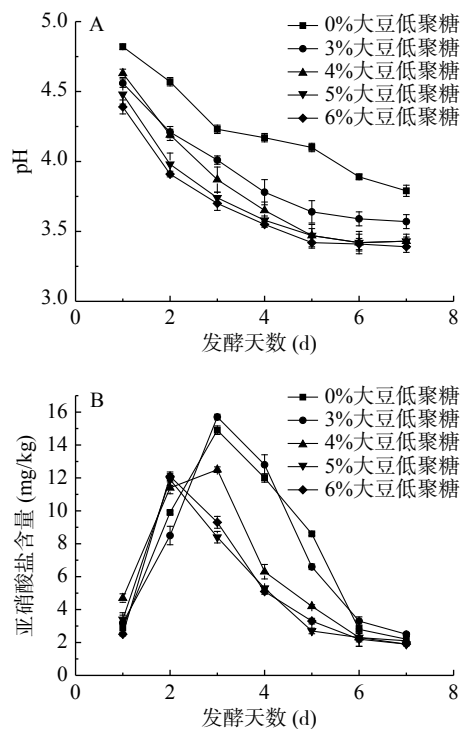 A
0%大豆低聚糖
3%大豆低聚糖
4%大豆低聚糖
5%大豆低聚糖
6%大豆低聚糖
5.0
4.5
4.0
3.5
3.0
pH
0
2
4
6
8
发酵天数 (d)
B
0%大豆低聚糖
3%大豆低聚糖
4%大豆低聚糖
5%大豆低聚糖
6%大豆低聚糖
16
14
12
10
8
6
4
2
0
亚硝酸盐含量 (mg/kg)
0
2
4
6
8
发酵天数 (d)